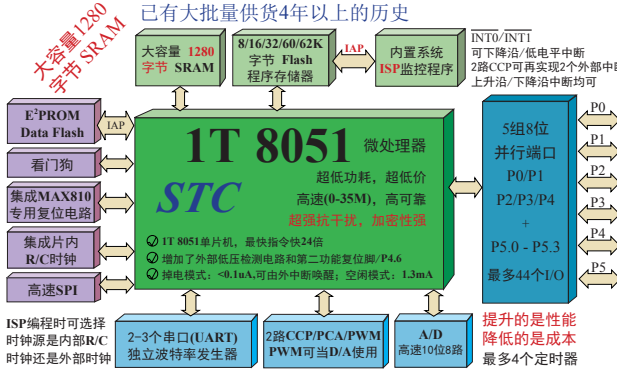 已有大批量供货4年以上的历史
大容量1280
字节 SRAM
大容量 1280
字节 SRAM
8/16/32/60/62K
字节 Flash
程序存储器
IAP
内置系统
ISP监控程序
INT0/INT1
可下降沿/低电平中断
2路CCP可再实现2个外部中断
上升沿/下降沿中断均可
E²PROM
Data Flash
IAP
看门狗
集成MAX810
专用复位电路
集成片内
R/C时钟
高速SPI
1T 8051 微处理器
STC
超低功耗，超低价
高速(0-35M)，高可靠
超强抗干扰，加密性强
1T 8051单片机，最快指令快24倍
增加了外部低压检测电路和第二功能复位脚/P4.6
掉电模式：<0.1uA,可由外中断唤醒；空闲模式：1.3mA
5组8位
并行端口
P0/P1
P2/P3/P4
+
P5.0 - P5.3
最多44个I/O
P0
P1
P2
P3
P4
P5
ISP编程时可选择
时钟源是内部R/C
时钟还是外部时钟
2-3个串口(UART)
独立波特率发生器
2路CCP/PCA/PWM
PWM可当D/A使用
A/D
高速10位8路
提升的是性能
降低的是成本
最多4个定时器